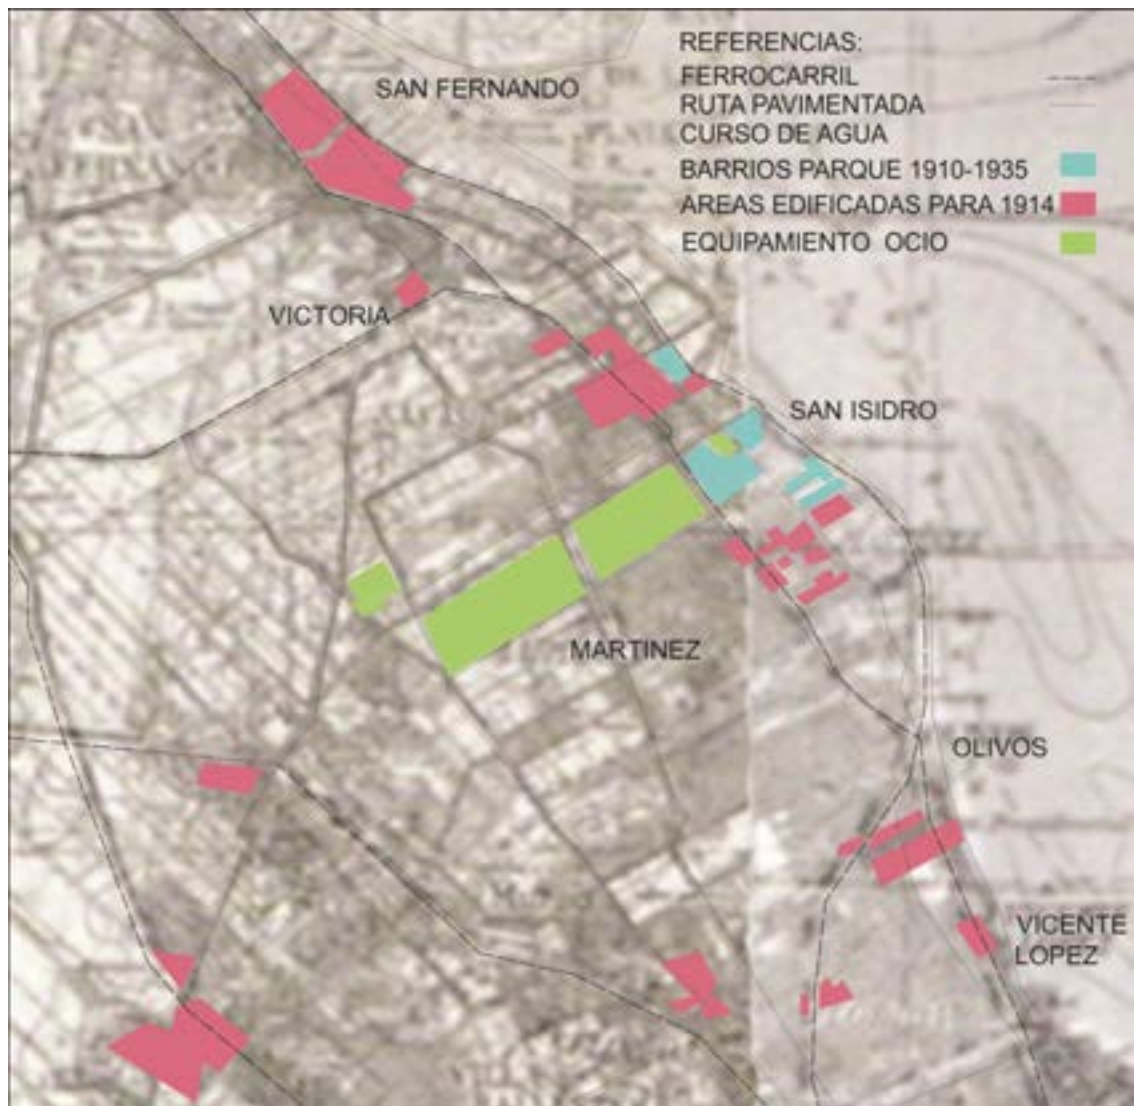 REFERENCIAS:
FERROCARRIL
RUTA PAVIMENTADA
CURSO DE AGUA
BARRIOS PARQUE 1910-1935
AREAS EDIFICADAS PARA 1914
EQUIPAMIENTO OCIO
SAN FERNANDO
VICTORIA
SAN ISIDRO
MARTINEZ
OLIVOS
VICENTE
LOPEZ